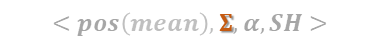 < pos(mean), Σ, α, SH >